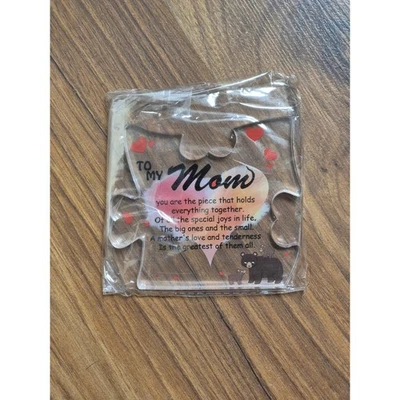 TO
MY Mom
you are the piece that holds
everything together.
Of all the special joys in life,
The big ones and the small
A mother's love and tenderness
Is the greatest of them all